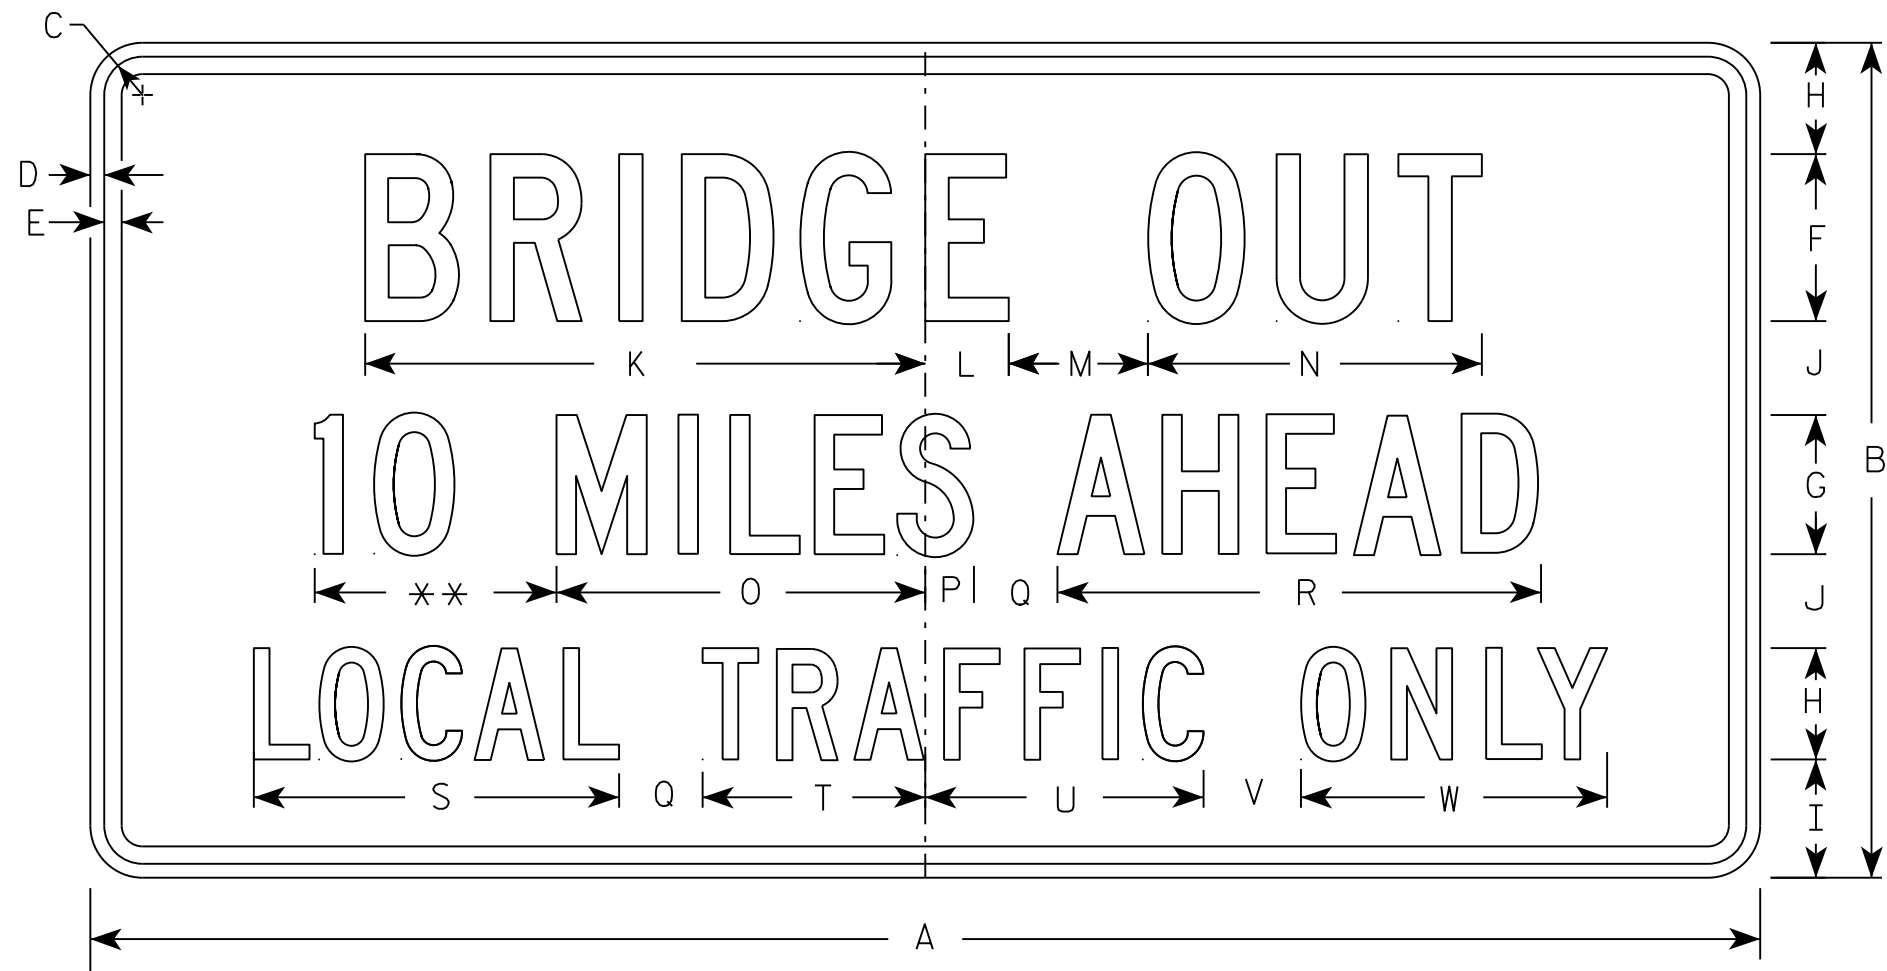 C
H
D
BRIDGE OUT
E
F
K L M N
J
10 MILES AHEAD
B
G
** O P Q R
J
LOCAL TRAFFIC ONLY
H
S Q T U V W
I
A